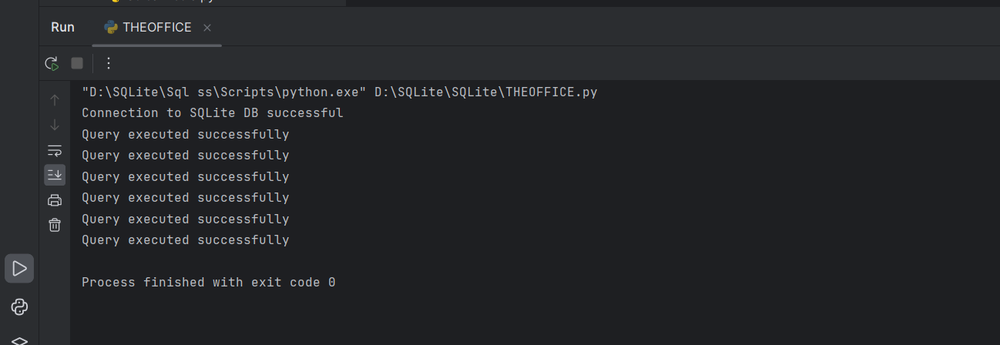 Run
THEOFFICE
"D:\SQLite\Sql ss\Scripts\python.exe" D:\SQLite\SQLite\THEOFFICE.py
Connection to SQLite DB successful
Query executed successfully
Query executed successfully
Query executed successfully
Query executed successfully
Query executed successfully
Query executed successfully
Process finished with exit code 0